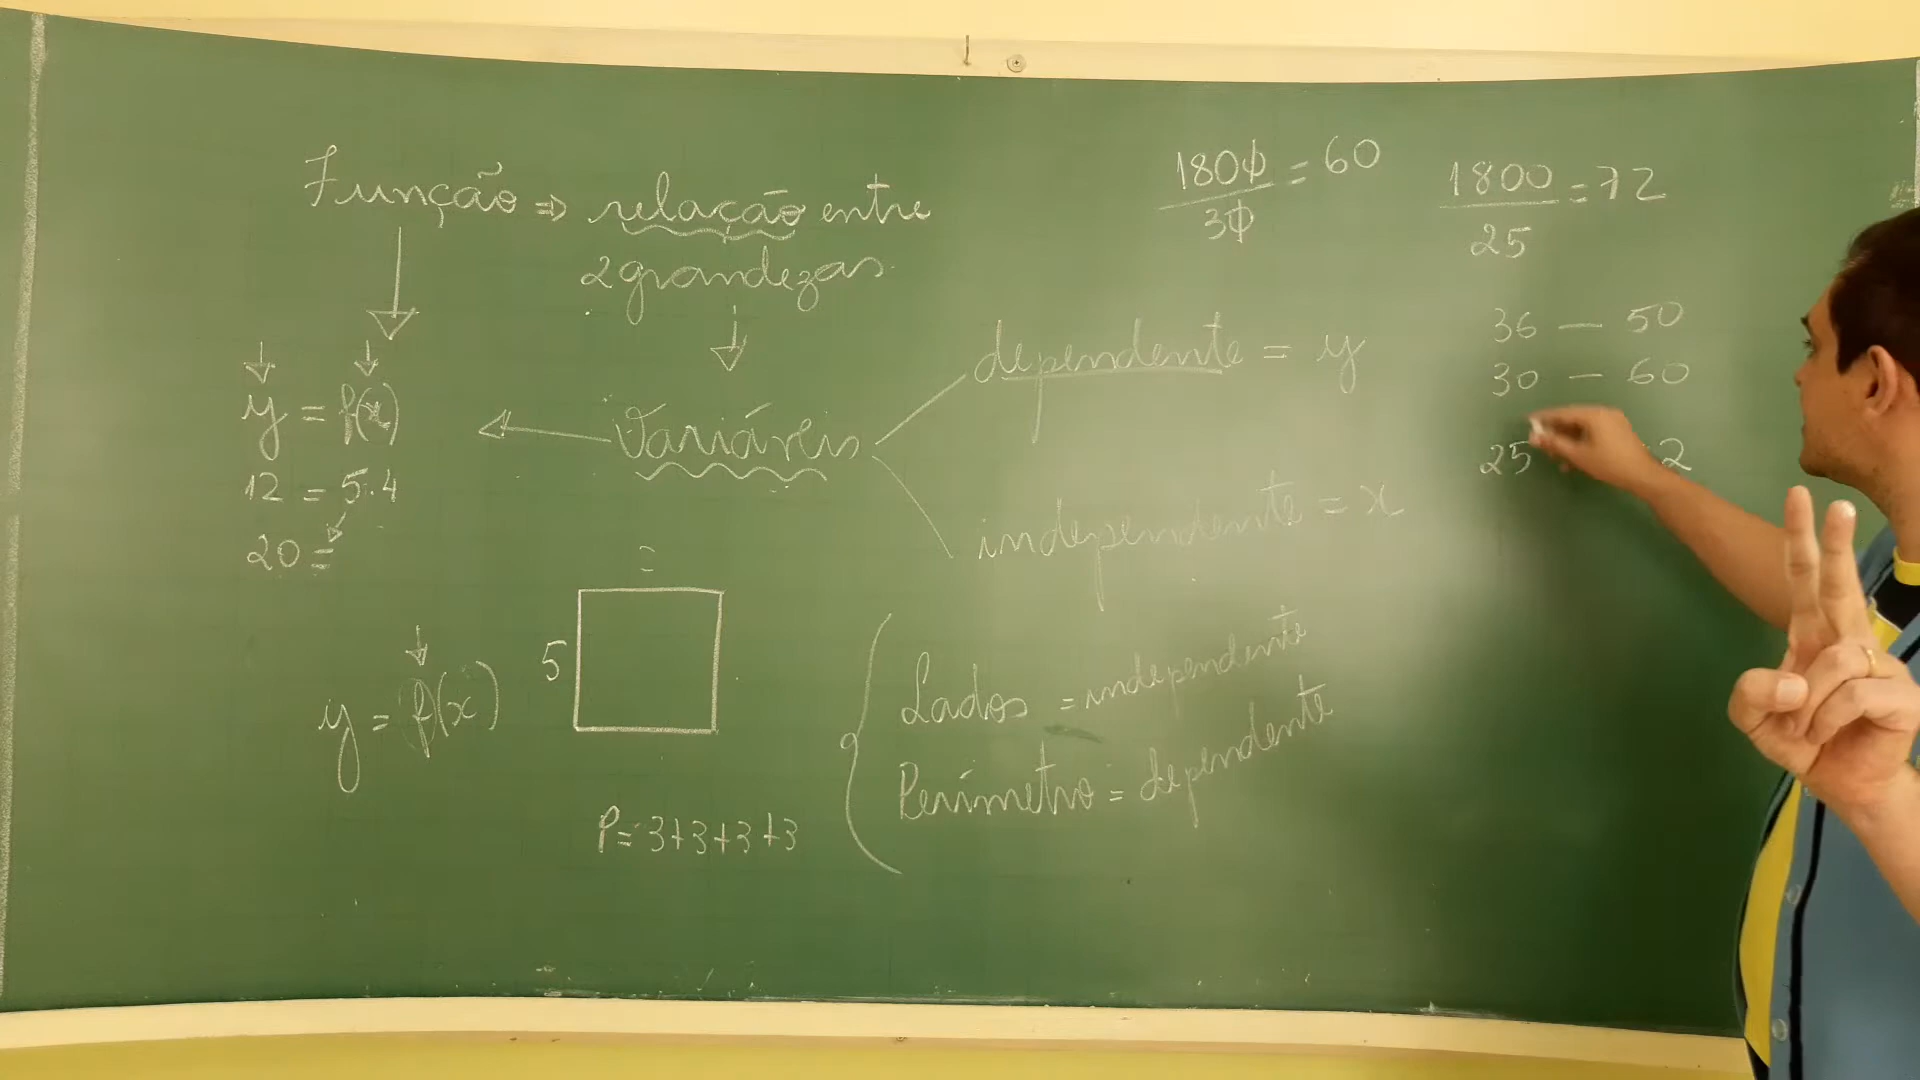 Função ⇒ relação entre
2 grandezas
y = f(x)
12 = 5.4
20 =
Variáveis
dependente = y
independente = x
y = f(x)
=
5
P = 3+3+3+3
Lados = independente
Perímetro = dependente
1800/30 = 60
1800/25 = 72
36 — 50
30 — 60
25 2